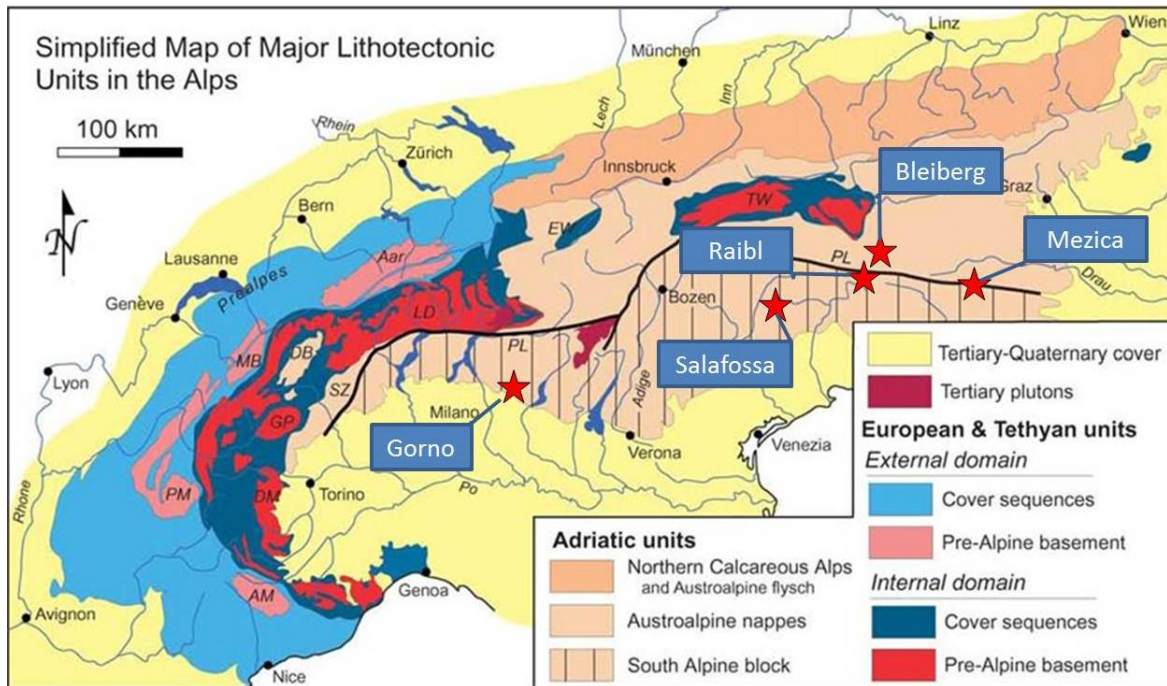 Simplified Map of Major Lithotectonic
Units in the Alps
100 km
N
Linz
Wien
München
Rhein
Lech
Inn
Zürich
Innsbruck
Bleiberg
Graz
Bern
EW
TW
Mezica
Lausanne
Prealpes
Aar
Raibl
PL
Drau
Genève
LD
Bozen
MB
DB
PL
Salafossa
Lyon
SZ
Adige
GP
Milano
Gorno
Verona
Venezia
Rhone
PM
DM
Torino
Po
AM
Genoa
Avignon
Nice
Tertiary-Quaternary cover
Tertiary plutons
European & Tethyan units
External domain
Cover sequences
Pre-Alpine basement
Internal domain
Cover sequences
Pre-Alpine basement
Adriatic units
Northern Calcareous Alps
and Austroalpine flysch
Austroalpine nappes
South Alpine block